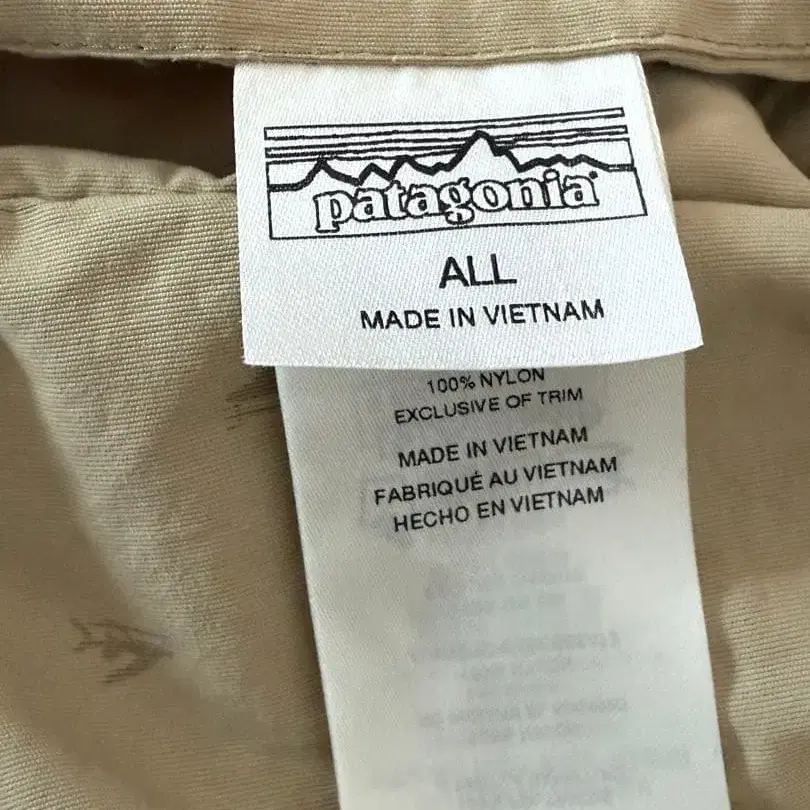 patagonia®
ALL
MADE IN VIETNAM
100% NYLON
EXCLUSIVE OF TRIM
MADE IN VIETNAM
FABRIQUÉ AU VIETNAM
HECHO EN VIETNAM